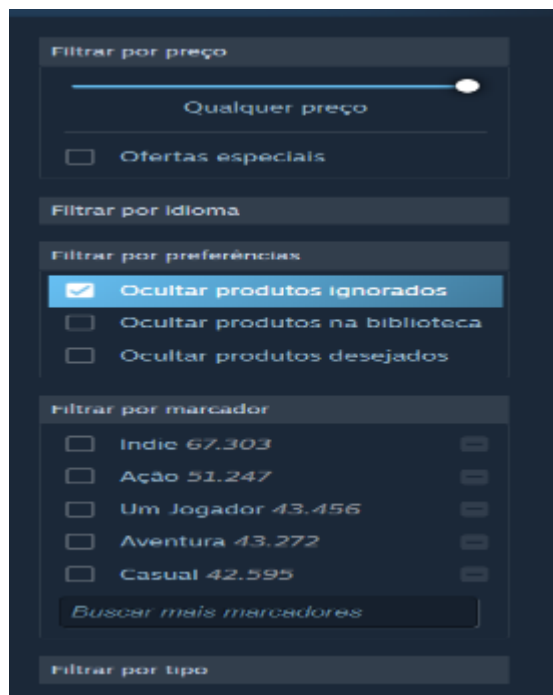 Filtrar por preço
Qualquer preço
Ofertas especiais
Filtrar por idioma
Filtrar por preferências
Ocultar produtos ignorados
Ocultar produtos na biblioteca
Ocultar produtos desejados
Filtrar por marcador
Indie 67.303
Ação 51.247
Um Jogador 43.456
Aventura 43.272
Casual 42.595
Buscar mais marcadores
Filtrar por tipo